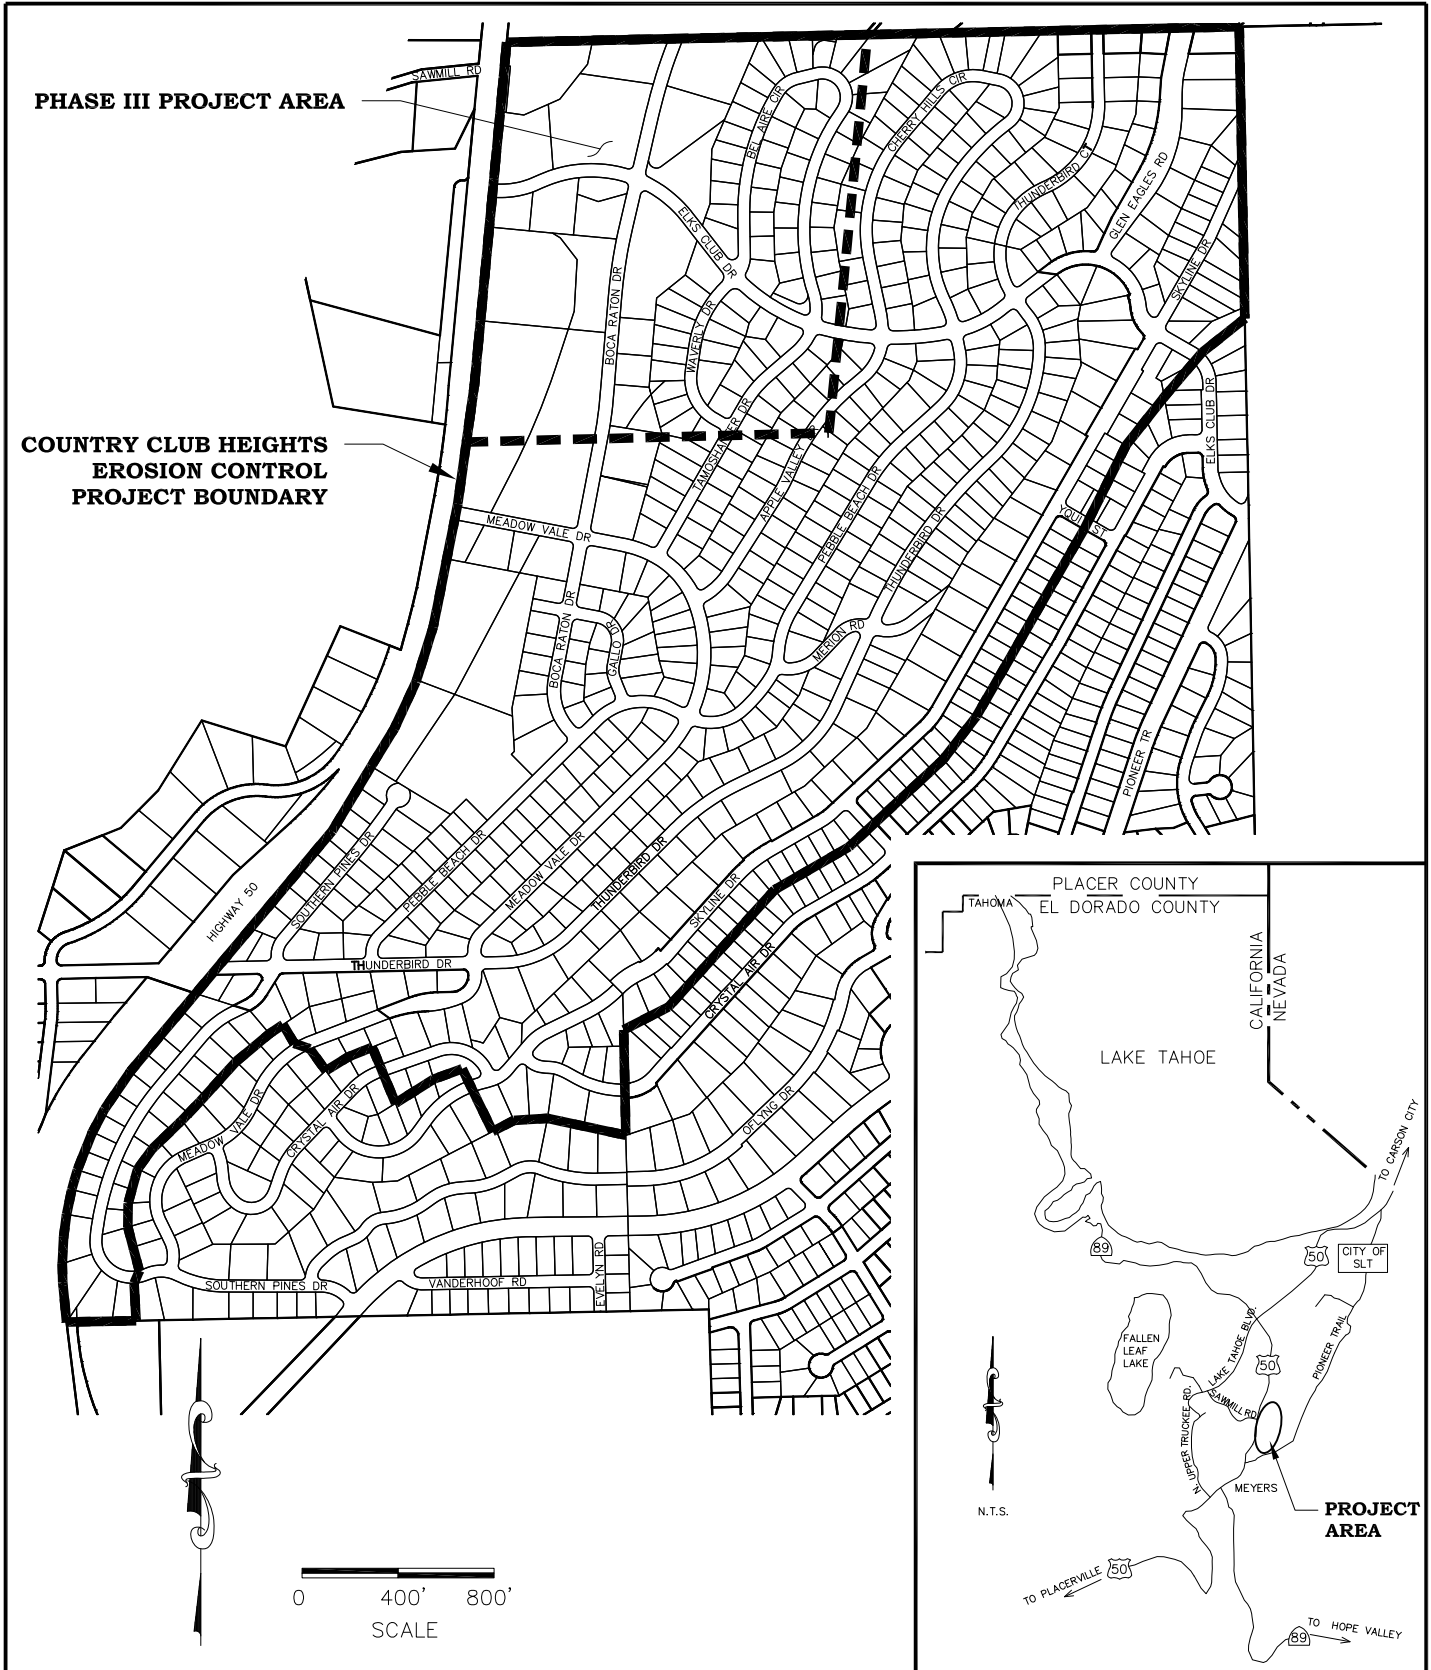 SAWMILL RD
PHASE III PROJECT AREA
BEL AIRE CIR
CHERRY HILLS CIR
THUNDERBIRD CT
GLEN EAGLES RD
ELKS CLUB DR
SKYLINE DR
BOCA RATON DR
WAVERLY DR
ELKS CLUB DR
COUNTRY CLUB HEIGHTS
EROSION CONTROL
PROJECT BOUNDARY
TAMOSHANTER DR
APPLE VALLEY
PEBBLE BEACH DR
THUNDERBIRD DR
MEADOW VALE DR
BOCA RATON DR
GALLO DR
MERION RD
PIONEER TR
HIGHWAY 50
SOUTHERN PINES DR
PEBBLE BEACH DR
MEADOW VALE DR
THUNDERBIRD DR
SKYLINE DR
THUNDERBIRD DR
CRYSTAL AIR DR
MEADOW VALE DR
CRYSTAL AIR DR
OFLYNG DR
SOUTHERN PINES DR
VANDERHOOF RD
EVELYN RD
0 400' 800'
SCALE
PLACER COUNTY
TAHOMA
EL DORADO COUNTY
CALIFORNIA
NEVADA
LAKE TAHOE
TO CARSON CITY
89
50
CITY OF
SLT
FALLEN
LEAF
LAKE
LAKE TAHOE BLVD.
50
PIONEER TRAIL
SAWMILL RD.
N. UPPER TRUCKEE RD.
MEYERS
N.T.S.
PROJECT
AREA
TO PLACERVILLE
50
TO HOPE VALLEY
89